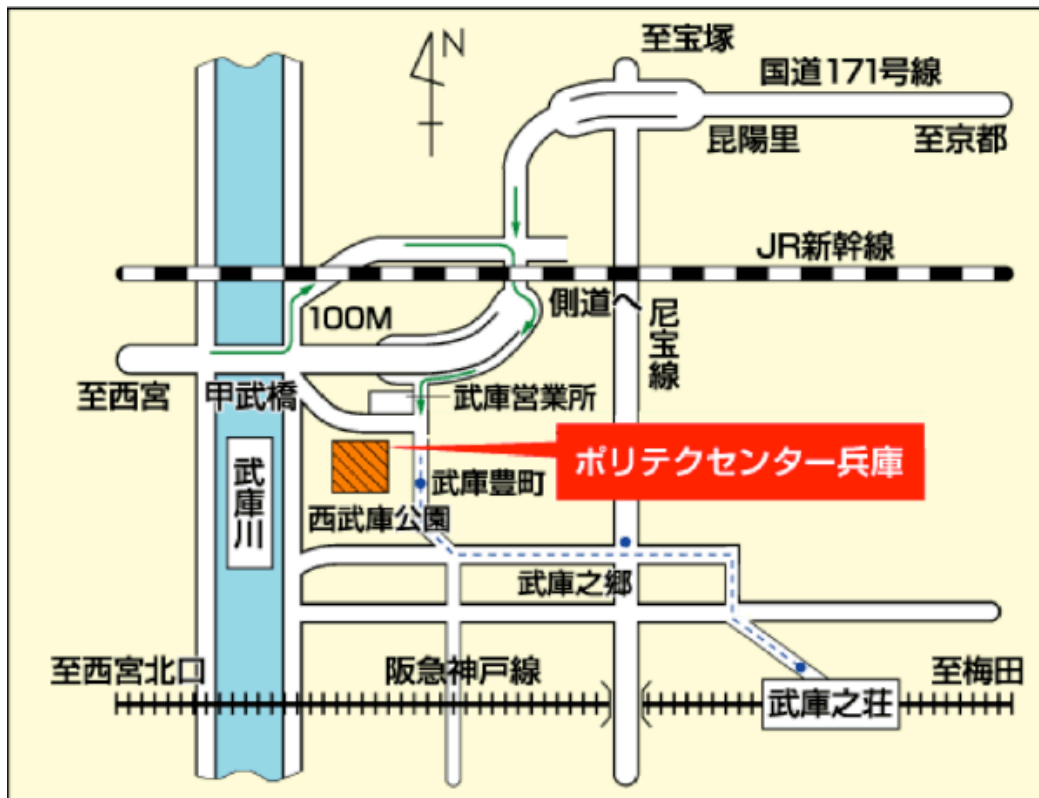 N
至宝塚
国道171号線
昆陽里
至京都
JR新幹線
側道へ
尼宝線
100M
至西宮
甲武橋
武庫営業所
ポリテクセンター兵庫
武庫川
武庫豊町
西武庫公園
武庫之郷
至西宮北口
阪急神戸線
至梅田
武庫之荘